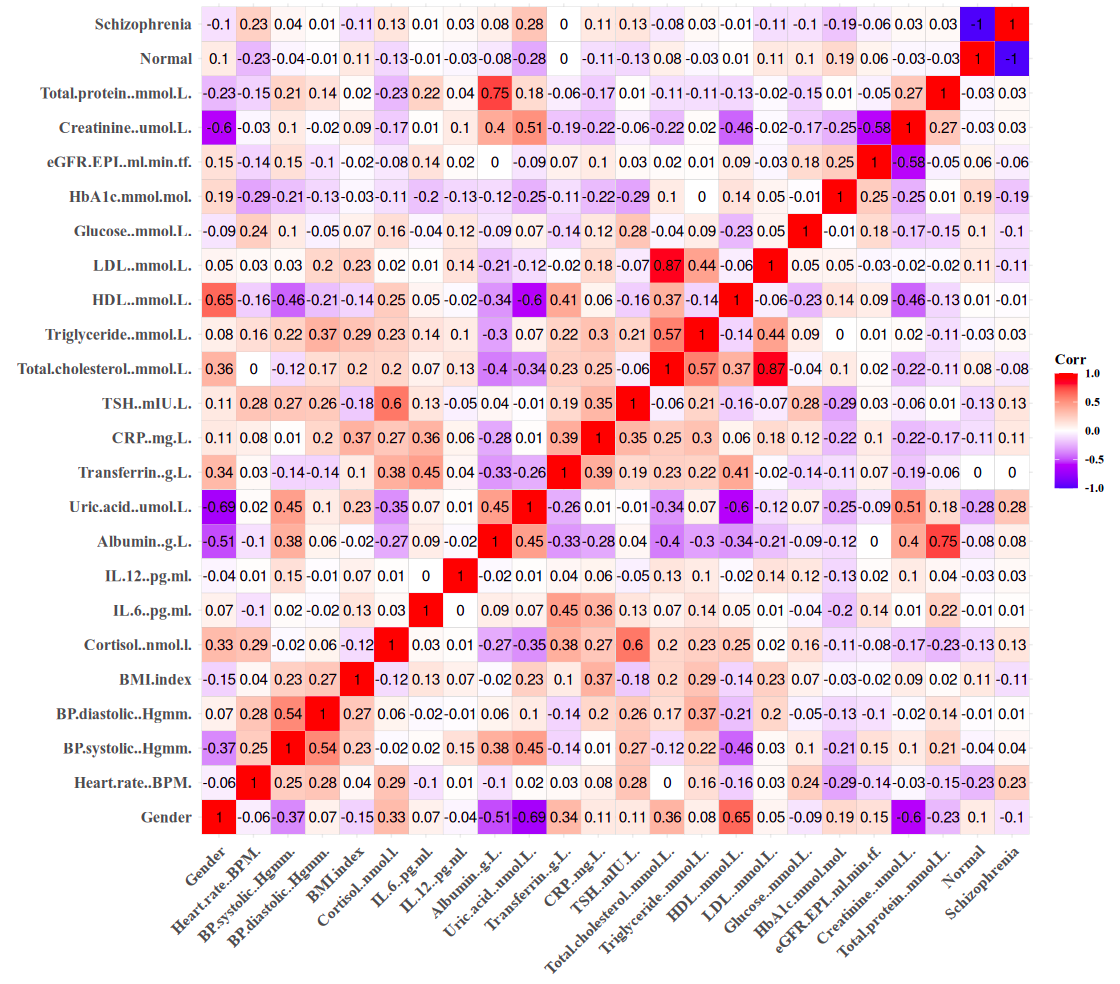 Schizophrenia -0.1 0.23 0.04 0.01 -0.11 0.13 0.01 0.03 0.08 0.28 0 0.11 0.13 -0.08 0.03 -0.01 -0.11 -0.1 -0.19 -0.06 0.03 0.03 -1 1
Normal 0.1 -0.23 -0.04 -0.01 0.11 -0.13 -0.01 -0.03 -0.08 -0.28 0 -0.11 -0.13 0.08 -0.03 0.01 0.11 0.1 0.19 0.06 -0.03 -0.03 1 -1
Total.protein..mmol.L. -0.23 -0.15 0.21 0.14 0.02 -0.23 0.22 0.04 0.75 0.18 -0.06 -0.17 0.01 -0.11 -0.11 -0.13 -0.02 -0.15 0.01 -0.05 0.27 1 -0.03 0.03
Creatinine..umol.L. -0.6 -0.03 0.1 -0.02 0.09 -0.17 0.01 0.1 0.4 0.51 -0.19 -0.22 -0.06 -0.22 0.02 -0.46 -0.02 -0.17 -0.25 -0.58 1 0.27 -0.03 0.03
eGFR.EPI..ml.min.tf. 0.15 -0.14 0.15 -0.1 -0.02 -0.08 0.14 0.02 0 -0.09 0.07 0.1 0.03 0.02 0.01 0.09 -0.03 0.18 0.25 1 -0.58 -0.05 0.06 -0.06
HbA1c.mmol.mol. 0.19 -0.29 -0.21 -0.13 -0.03 -0.11 -0.2 -0.13 -0.12 -0.25 -0.11 -0.22 -0.29 0.1 0 0.14 0.05 -0.01 1 0.25 -0.25 0.01 0.19 -0.19
Glucose..mmol.L. -0.09 0.24 0.1 -0.05 0.07 0.16 -0.04 0.12 -0.09 0.07 -0.14 0.12 0.28 -0.04 0.09 -0.23 0.05 1 -0.01 0.18 -0.17 -0.15 0.1 -0.1
LDL..mmol.L. 0.05 0.03 0.03 0.2 0.23 0.02 0.01 0.14 -0.21 -0.12 -0.02 0.18 -0.07 0.87 0.44 -0.06 1 0.05 0.05 -0.03 -0.02 -0.02 0.11 -0.11
HDL..mmol.L. 0.65 -0.16 -0.46 -0.21 -0.14 0.25 0.05 -0.02 -0.34 -0.6 0.41 0.06 -0.16 0.37 -0.14 1 -0.06 -0.23 0.14 0.09 -0.46 -0.13 0.01 -0.01
Triglyceride..mmol.L. 0.08 0.16 0.22 0.37 0.29 0.23 0.14 0.1 -0.3 0.07 0.22 0.3 0.21 0.57 1 -0.14 0.44 0.09 0 0.01 0.02 -0.11 -0.03 0.03
Total.cholesterol..mmol.L. 0.36 0 -0.12 0.17 0.2 0.2 0.07 0.13 -0.4 -0.34 0.23 0.25 -0.06 1 0.57 0.37 0.87 -0.04 0.1 0.02 -0.22 -0.11 0.08 -0.08
TSH..mIU.L. 0.11 0.28 0.27 0.26 -0.18 0.6 0.13 -0.05 0.04 -0.01 0.19 0.35 1 -0.06 0.21 -0.16 -0.07 0.28 -0.29 0.03 -0.06 0.01 -0.13 0.13
CRP..mg.L. 0.11 0.08 0.01 0.2 0.37 0.27 0.36 0.06 -0.28 0.01 0.39 1 0.35 0.25 0.3 0.06 0.18 0.12 -0.22 0.1 -0.22 -0.17 -0.11 0.11
Transferrin..g.L. 0.34 0.03 -0.14 -0.14 0.1 0.38 0.45 0.04 -0.33 -0.26 1 0.39 0.19 0.23 0.22 0.41 -0.02 -0.14 -0.11 0.07 -0.19 -0.06 0 0
Uric.acid..umol.L. -0.69 0.02 0.45 0.1 0.23 -0.35 0.07 0.01 0.45 1 -0.26 0.01 -0.01 -0.34 0.07 -0.6 -0.12 0.07 -0.25 -0.09 0.51 0.18 -0.28 0.28
Albumin..g.L. -0.51 -0.1 0.38 0.06 -0.02 -0.27 0.09 -0.02 1 0.45 -0.33 -0.28 0.04 -0.4 -0.3 -0.34 -0.21 -0.09 -0.12 0 0.4 0.75 -0.08 0.08
IL.12..pg.ml. -0.04 0.01 0.15 -0.01 0.07 0.01 0 1 -0.02 0.01 0.04 0.06 -0.05 0.13 0.1 -0.02 0.14 0.12 -0.13 0.02 0.1 0.04 -0.03 0.03
IL.6..pg.ml. 0.07 -0.1 0.02 -0.02 0.13 0.03 1 0 0.09 0.07 0.45 0.36 0.13 0.07 0.14 0.05 0.01 -0.04 -0.2 0.14 0.01 0.22 -0.01 0.01
Cortisol..nmol.l. 0.33 0.29 -0.02 0.06 -0.12 1 0.03 0.01 -0.27 -0.35 0.38 0.27 0.6 0.2 0.23 0.25 0.02 0.16 -0.11 -0.08 -0.17 -0.23 -0.13 0.13
BMI.index -0.15 0.04 0.23 0.27 1 -0.12 0.13 0.07 -0.02 0.23 0.1 0.37 -0.18 0.2 0.29 -0.14 0.23 0.07 -0.03 -0.02 0.09 0.02 0.11 -0.11
BP.diastolic..Hgmm. 0.07 0.28 0.54 1 0.27 0.06 -0.02 -0.01 0.06 0.1 -0.14 0.2 0.26 0.17 0.37 -0.21 0.2 -0.05 -0.13 -0.1 -0.02 0.14 -0.01 0.01
BP.systolic..Hgmm. -0.37 0.25 1 0.54 0.23 -0.02 0.02 0.15 0.38 0.45 -0.14 0.01 0.27 -0.12 0.22 -0.46 0.03 0.1 -0.21 0.15 0.1 0.21 -0.04 0.04
Heart.rate..BPM. -0.06 1 0.25 0.28 0.04 0.29 -0.1 0.01 -0.1 0.02 0.03 0.08 0.28 0 0.16 -0.16 0.03 0.24 -0.29 -0.14 -0.03 -0.15 -0.23 0.23
Gender 1 -0.06 -0.37 0.07 -0.15 0.33 0.07 -0.04 -0.51 -0.69 0.34 0.11 0.11 0.36 0.08 0.65 0.05 -0.09 0.19 0.15 -0.6 -0.23 0.1 -0.1
Gender
Heart.rate..BPM.
BP.systolic..Hgmm.
BP.diastolic..Hgmm.
BMI.index
Cortisol..nmol.l.
IL.6..pg.ml.
IL.12..pg.ml.
Albumin..g.L.
Uric.acid..umol.L.
Transferrin..g.L.
CRP..mg.L.
TSH..mIU.L.
Total.cholesterol..mmol.L.
Triglyceride..mmol.L.
HDL..mmol.L.
LDL..mmol.L.
Glucose..mmol.L.
HbA1c.mmol.mol.
eGFR.EPI..ml.min.tf.
Creatinine..umol.L.
Total.protein..mmol.L.
Normal
Schizophrenia
Corr
1.0
0.5
0.0
-0.5
-1.0